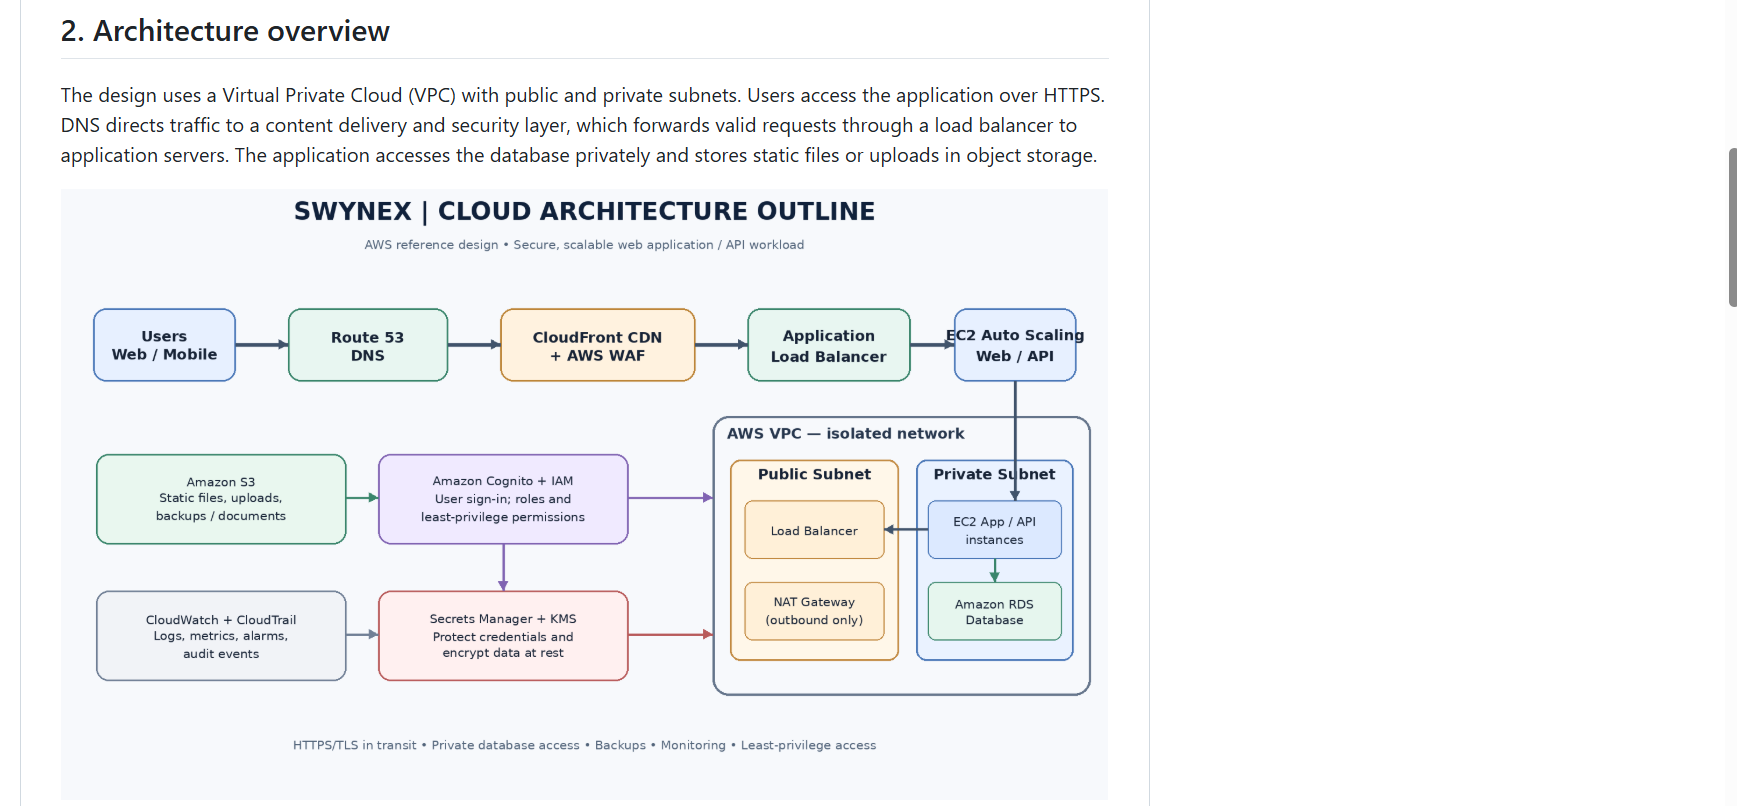 2. Architecture overview
The design uses a Virtual Private Cloud (VPC) with public and private subnets. Users access the application over HTTPS.
DNS directs traffic to a content delivery and security layer, which forwards valid requests through a load balancer to
application servers. The application accesses the database privately and stores static files or uploads in object storage.
SWYNEX | CLOUD ARCHITECTURE OUTLINE
AWS reference design • Secure, scalable web application / API workload
Users
Web / Mobile
Route 53
DNS
CloudFront CDN
+ AWS WAF
Application
Load Balancer
EC2 Auto Scaling
Web / API
Amazon S3
Static files, uploads,
backups / documents
Amazon Cognito + IAM
User sign-in; roles and
least-privilege permissions
CloudWatch + CloudTrail
Logs, metrics, alarms,
audit events
Secrets Manager + KMS
Protect credentials and
encrypt data at rest
AWS VPC — isolated network
Public Subnet
Load Balancer
NAT Gateway
(outbound only)
Private Subnet
EC2 App / API
instances
Amazon RDS
Database
HTTPS/TLS in transit • Private database access • Backups • Monitoring • Least-privilege access